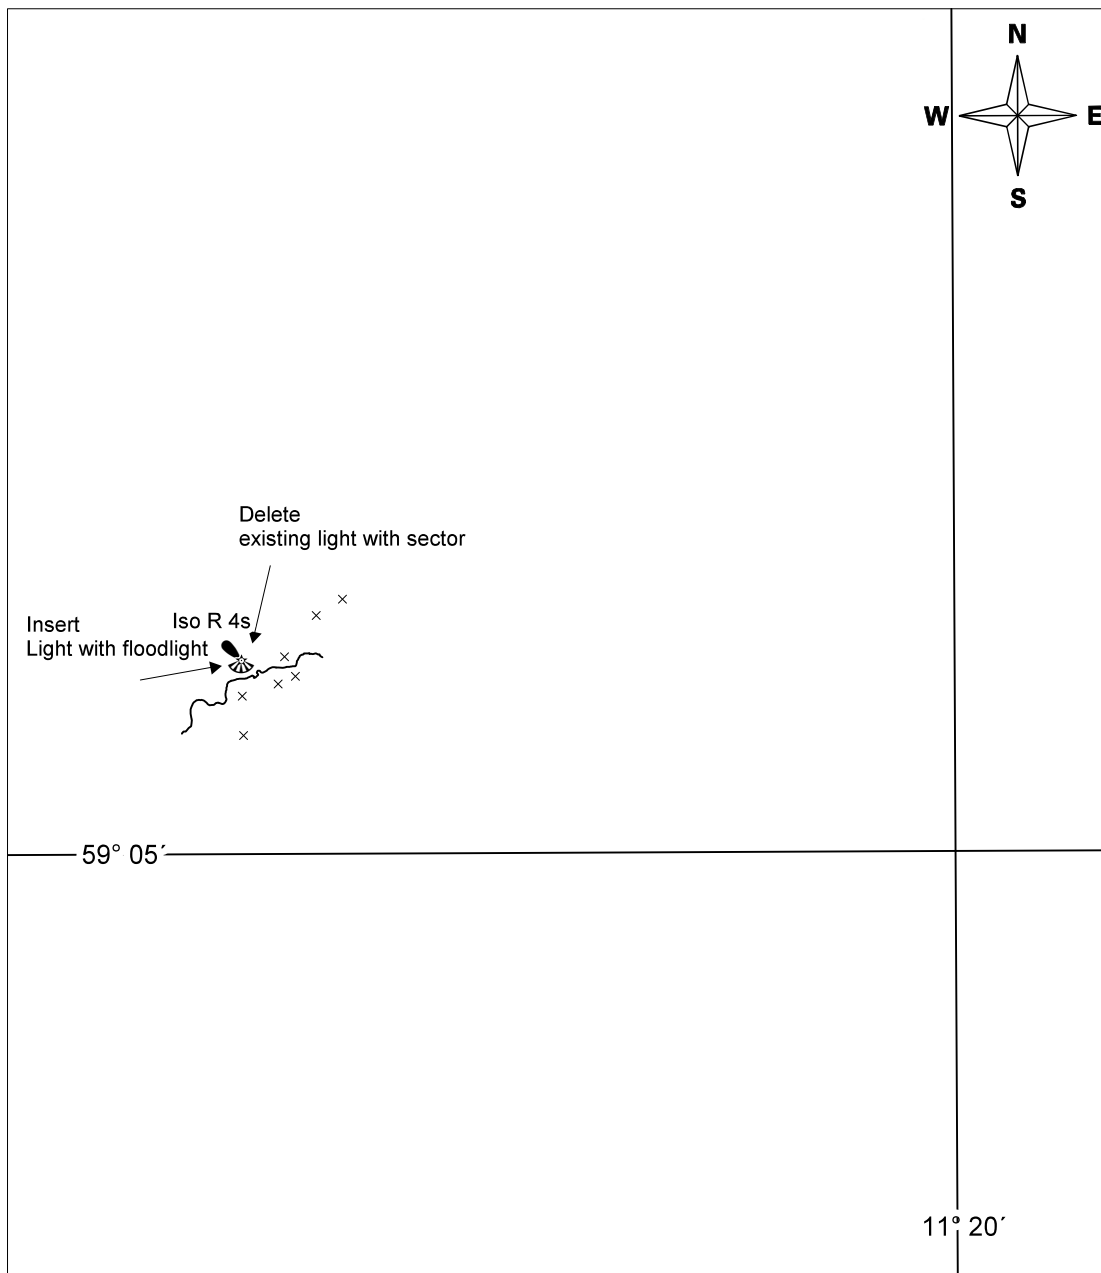 N
W E
S
Delete
existing light with sector
Iso R 4s
Insert
Light with floodlight
59° 05´
11° 20´